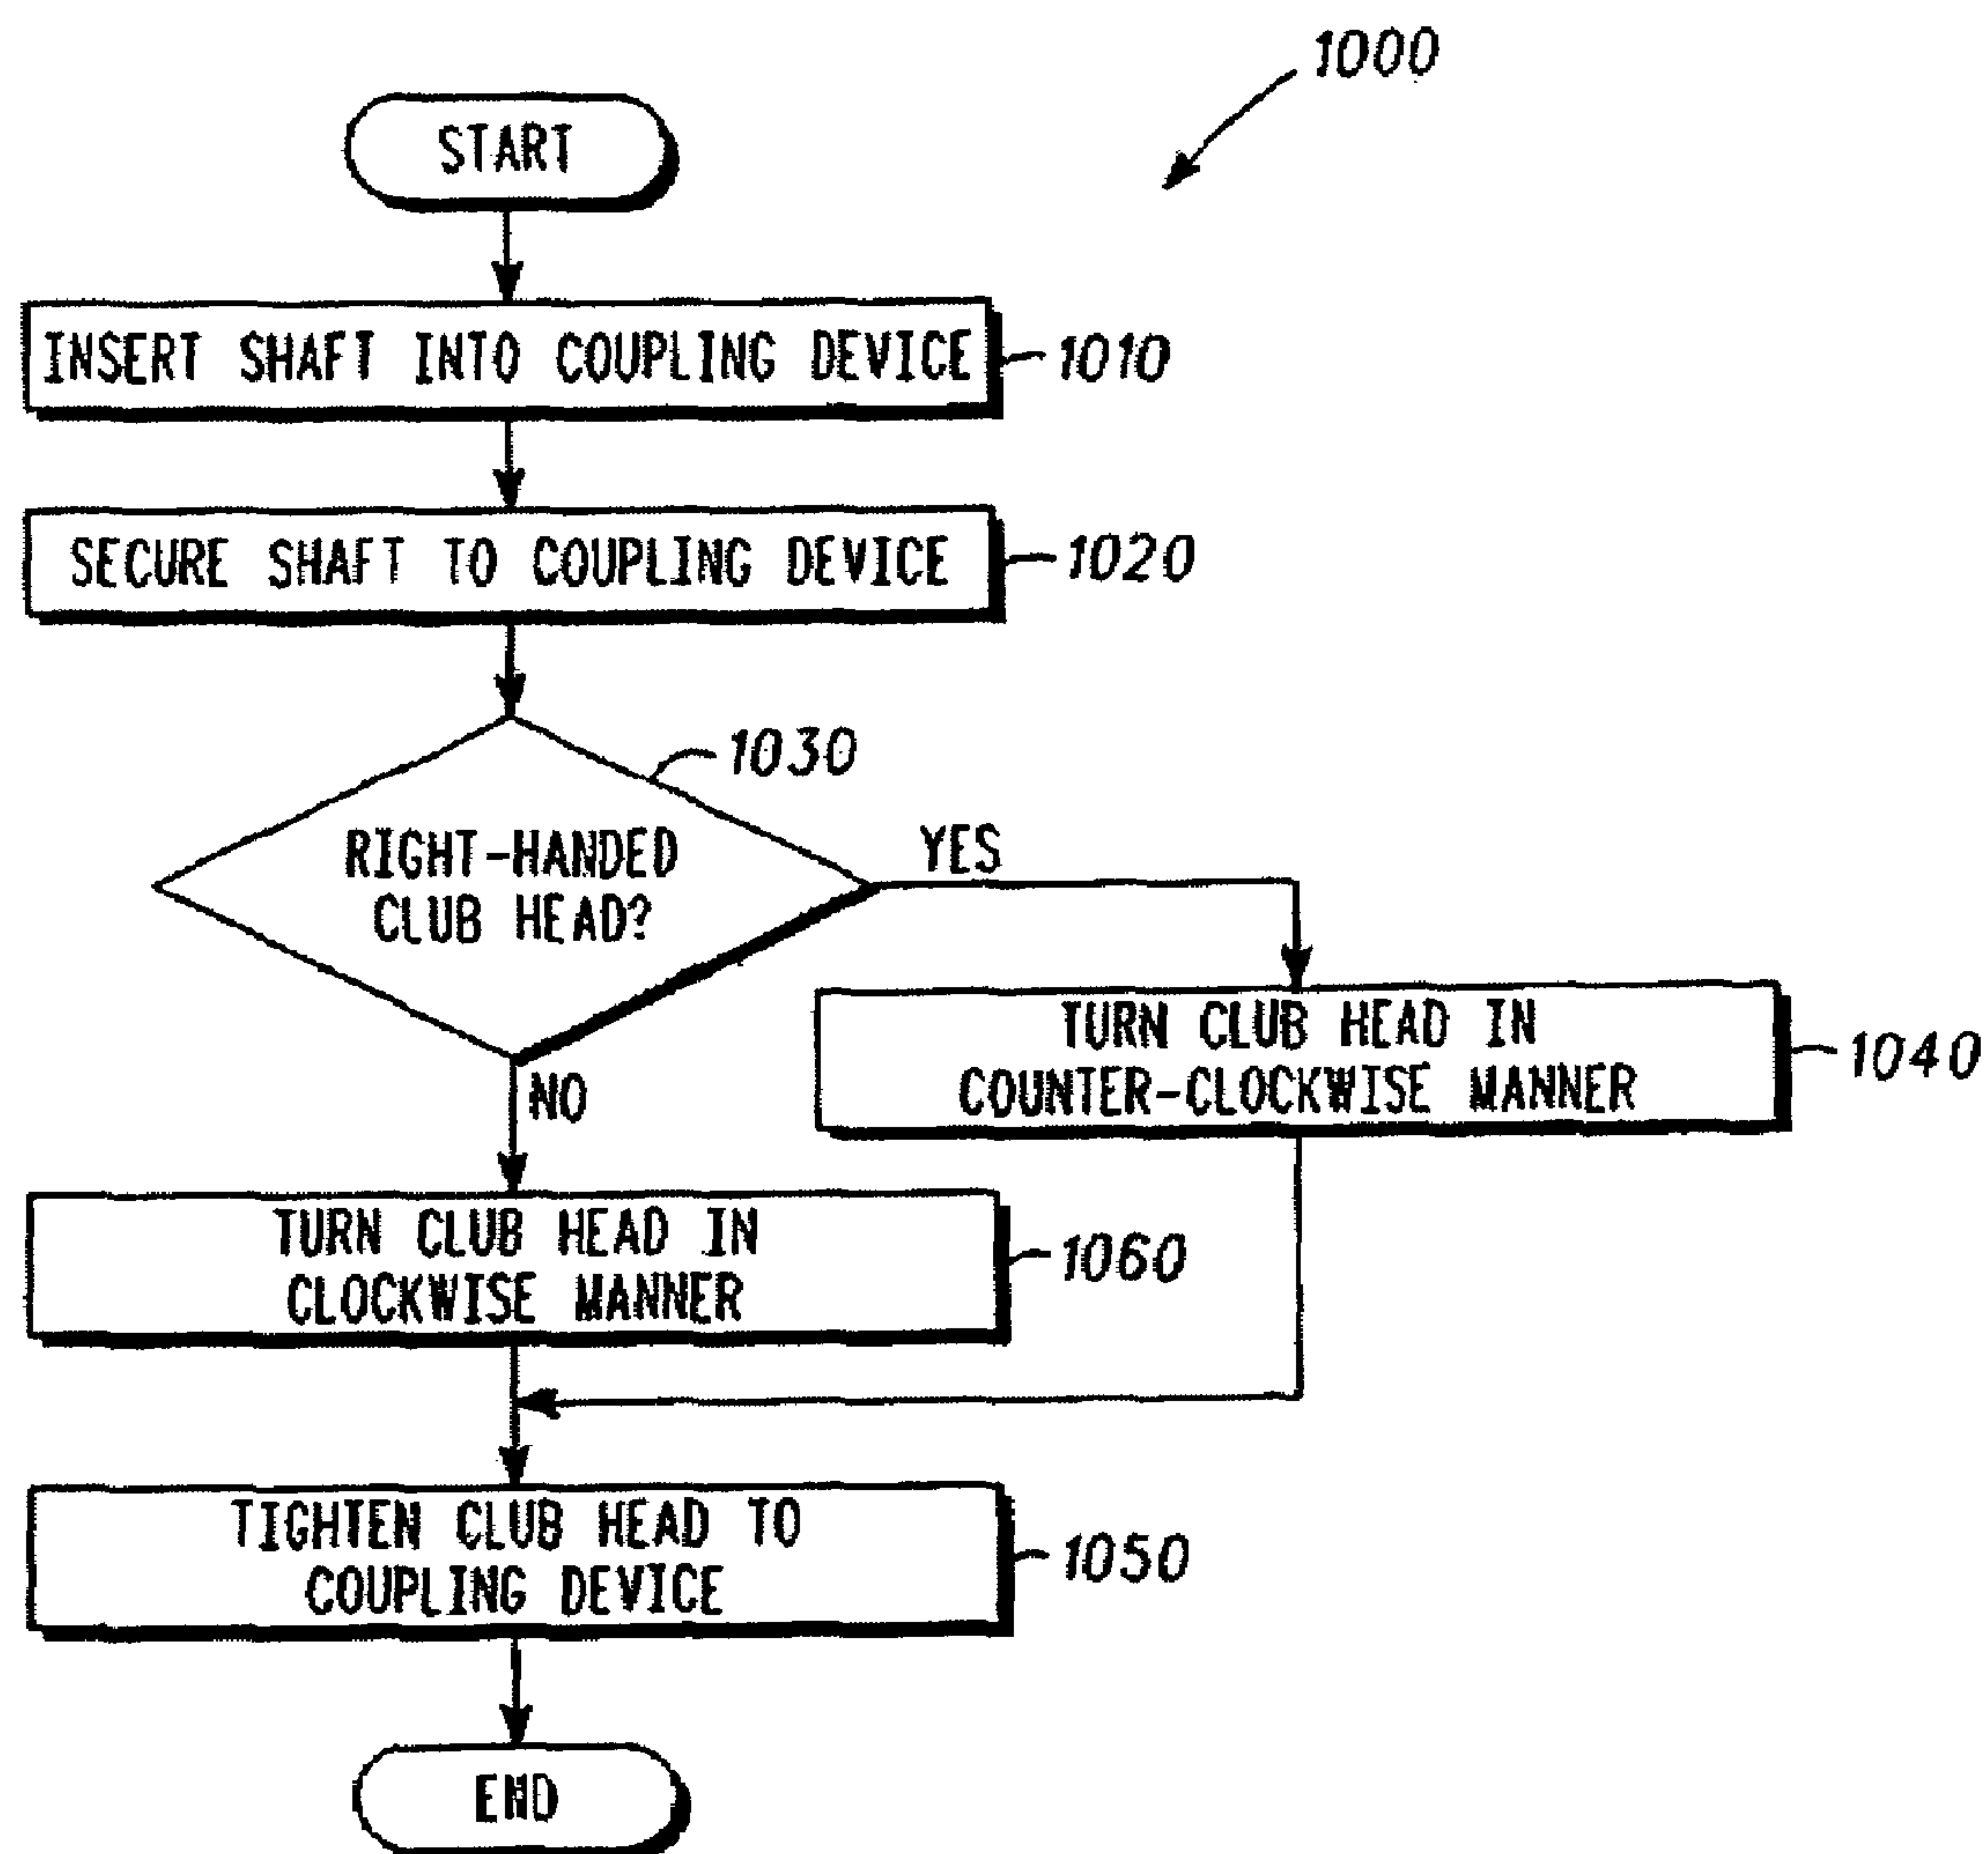 1000
START
INSERT SHAFT INTO COUPLING DEVICE
1010
SECURE SHAFT TO COUPLING DEVICE
1020
1030
RIGHT-HANDED
CLUB HEAD?
YES
NO
TURN CLUB HEAD IN
COUNTER-CLOCKWISE MANNER
1040
TURN CLUB HEAD IN
CLOCKWISE MANNER
1060
TIGHTEN CLUB HEAD TO
COUPLING DEVICE
1050
END